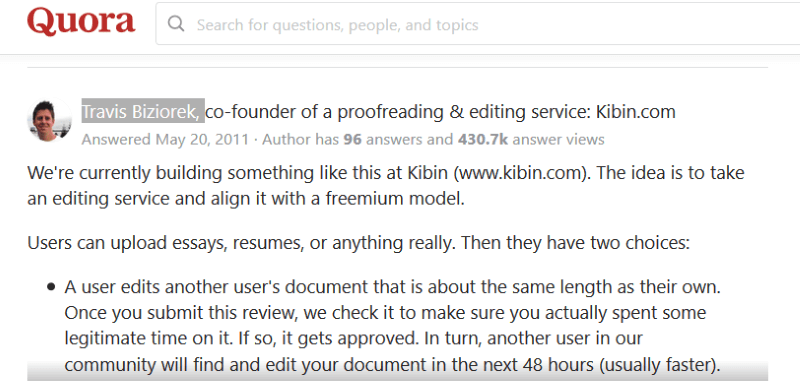 Quora
Search for questions, people, and topics
Travis Biziorek, co-founder of a proofreading & editing service: Kibin.com
Answered May 20, 2011 · Author has 96 answers and 430.7k answer views
We're currently building something like this at Kibin (www.kibin.com). The idea is to take
an editing service and align it with a freemium model.
Users can upload essays, resumes, or anything really. Then they have two choices:
• A user edits another user's document that is about the same length as their own.
Once you submit this review, we check it to make sure you actually spent some
legitimate time on it. If so, it gets approved. In turn, another user in our
community will find and edit your document in the next 48 hours (usually faster).